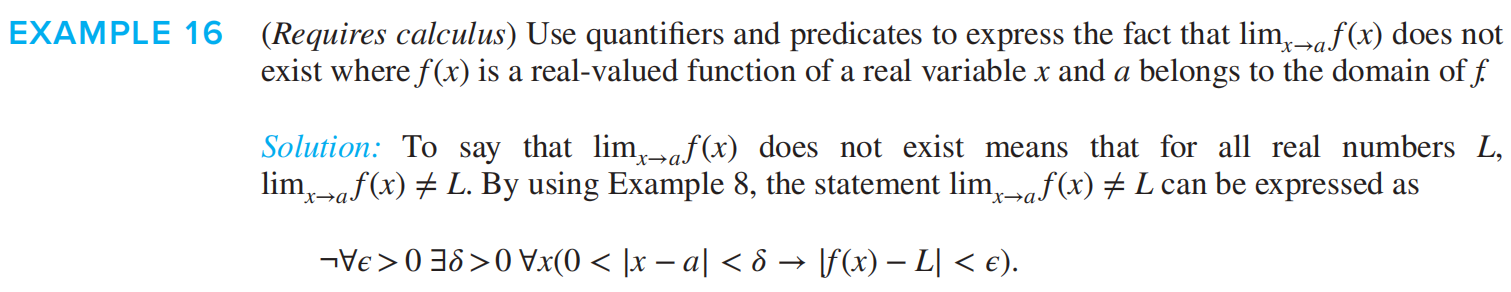 EXAMPLE 16 (Requires calculus) Use quantifiers and predicates to express the fact that lim_{x→a} f(x) does not
exist where f(x) is a real-valued function of a real variable x and a belongs to the domain of f.
Solution: To say that lim_{x→a} f(x) does not exist means that for all real numbers L,
lim_{x→a} f(x) ≠ L. By using Example 8, the statement lim_{x→a} f(x) ≠ L can be expressed as
¬∀ϵ > 0 ∃δ > 0 ∀x(0 < |x − a| < δ → |f(x) − L| < ϵ).